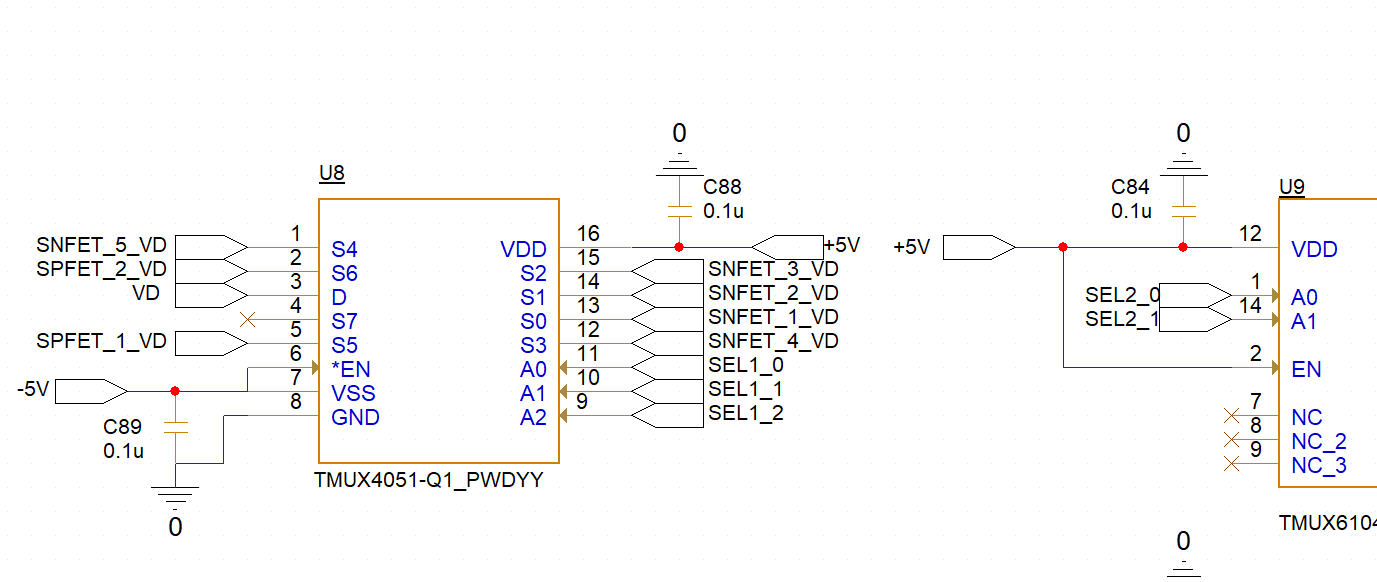 0
0
U8
C88
0.1u
C84
0.1u
U9
SNFET_5_VD
1
S4
VDD
16
+5V
+5V
12
VDD
SPFET_2_VD
2
S6
S2
15
SNFET_3_VD
VD
3
D
S1
14
SNFET_2_VD
SEL2_0
1
A0
4
S7
S0
13
SNFET_1_VD
SEL2_1
14
A1
SPFET_1_VD
5
S5
S3
12
SNFET_4_VD
6
*EN
A0
11
SEL1_0
2
EN
-5V
7
VSS
A1
10
SEL1_1
8
GND
A2
9
SEL1_2
7
NC
C89
0.1u
8
NC_2
9
NC_3
TMUX4051-Q1_PWDYY
TMUX6104
0
0